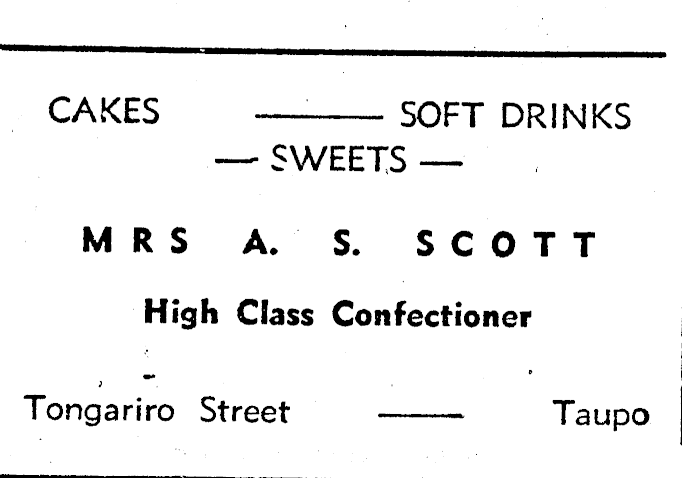 CAKES —— SOFT DRINKS
— SWEETS —
MRS A. S. SCOTT
High Class Confectioner
Tongariro Street —— Taupo